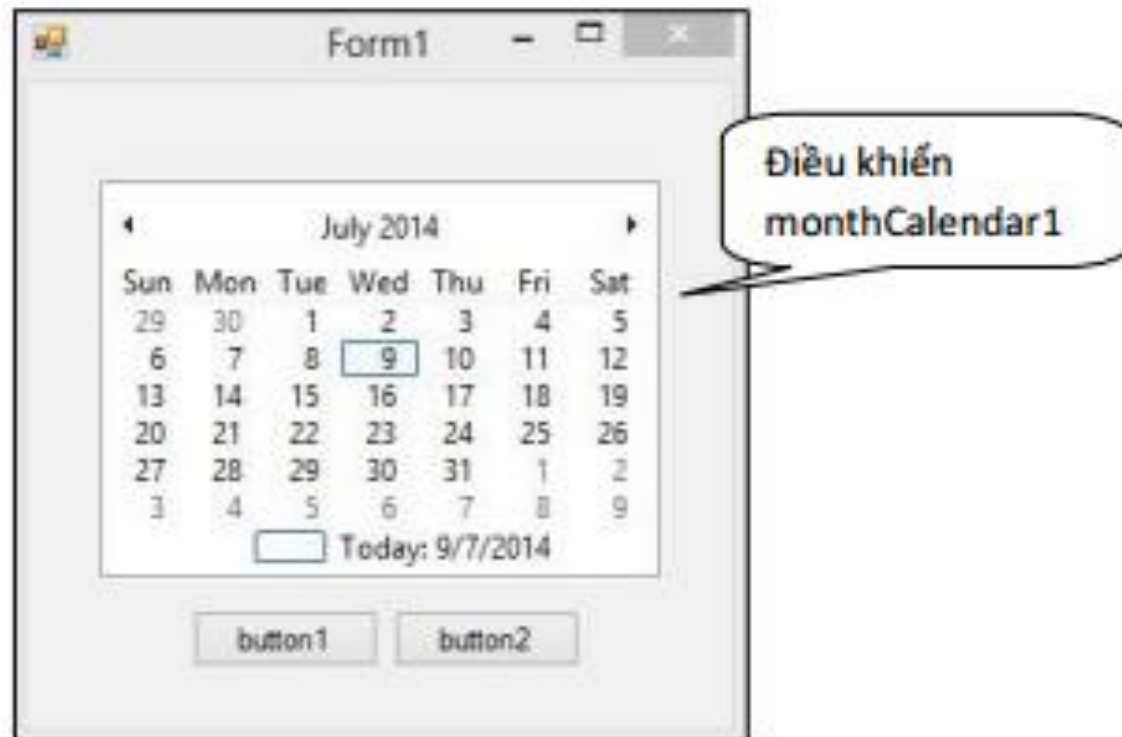 Form1
Điều khiển
monthCalendar1
July 2014
Sun Mon Tue Wed Thu Fri Sat
29 30 1 2 3 4 5
6 7 8 9 10 11 12
13 14 15 16 17 18 19
20 21 22 23 24 25 26
27 28 29 30 31 1 2
3 4 5 6 7 8 9
Today: 9/7/2014
button1 button2